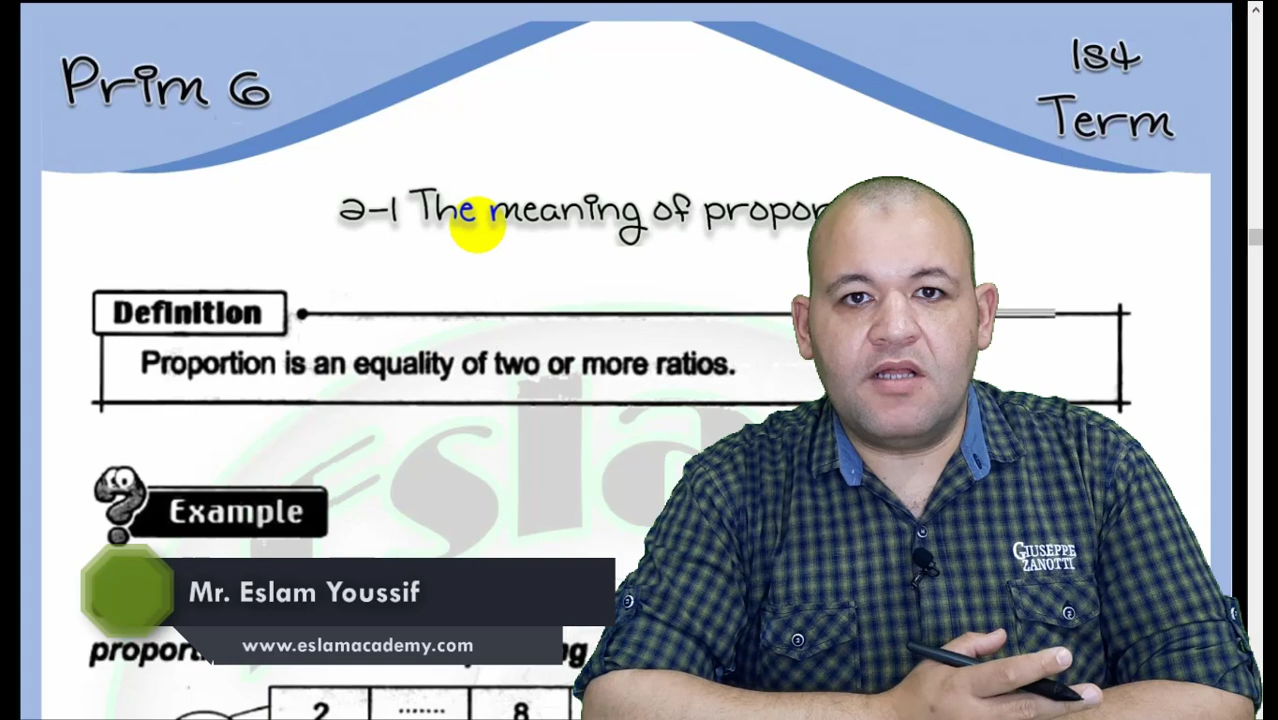 Prim 6
1st
Term
2-1 The meaning of propor
Definition
Proportion is an equality of two or more ratios.
Example
Mr. Eslam Youssif
www.eslamacademy.com
2 ....... 8
GIUSEPPE
ZANOTTI
Esla